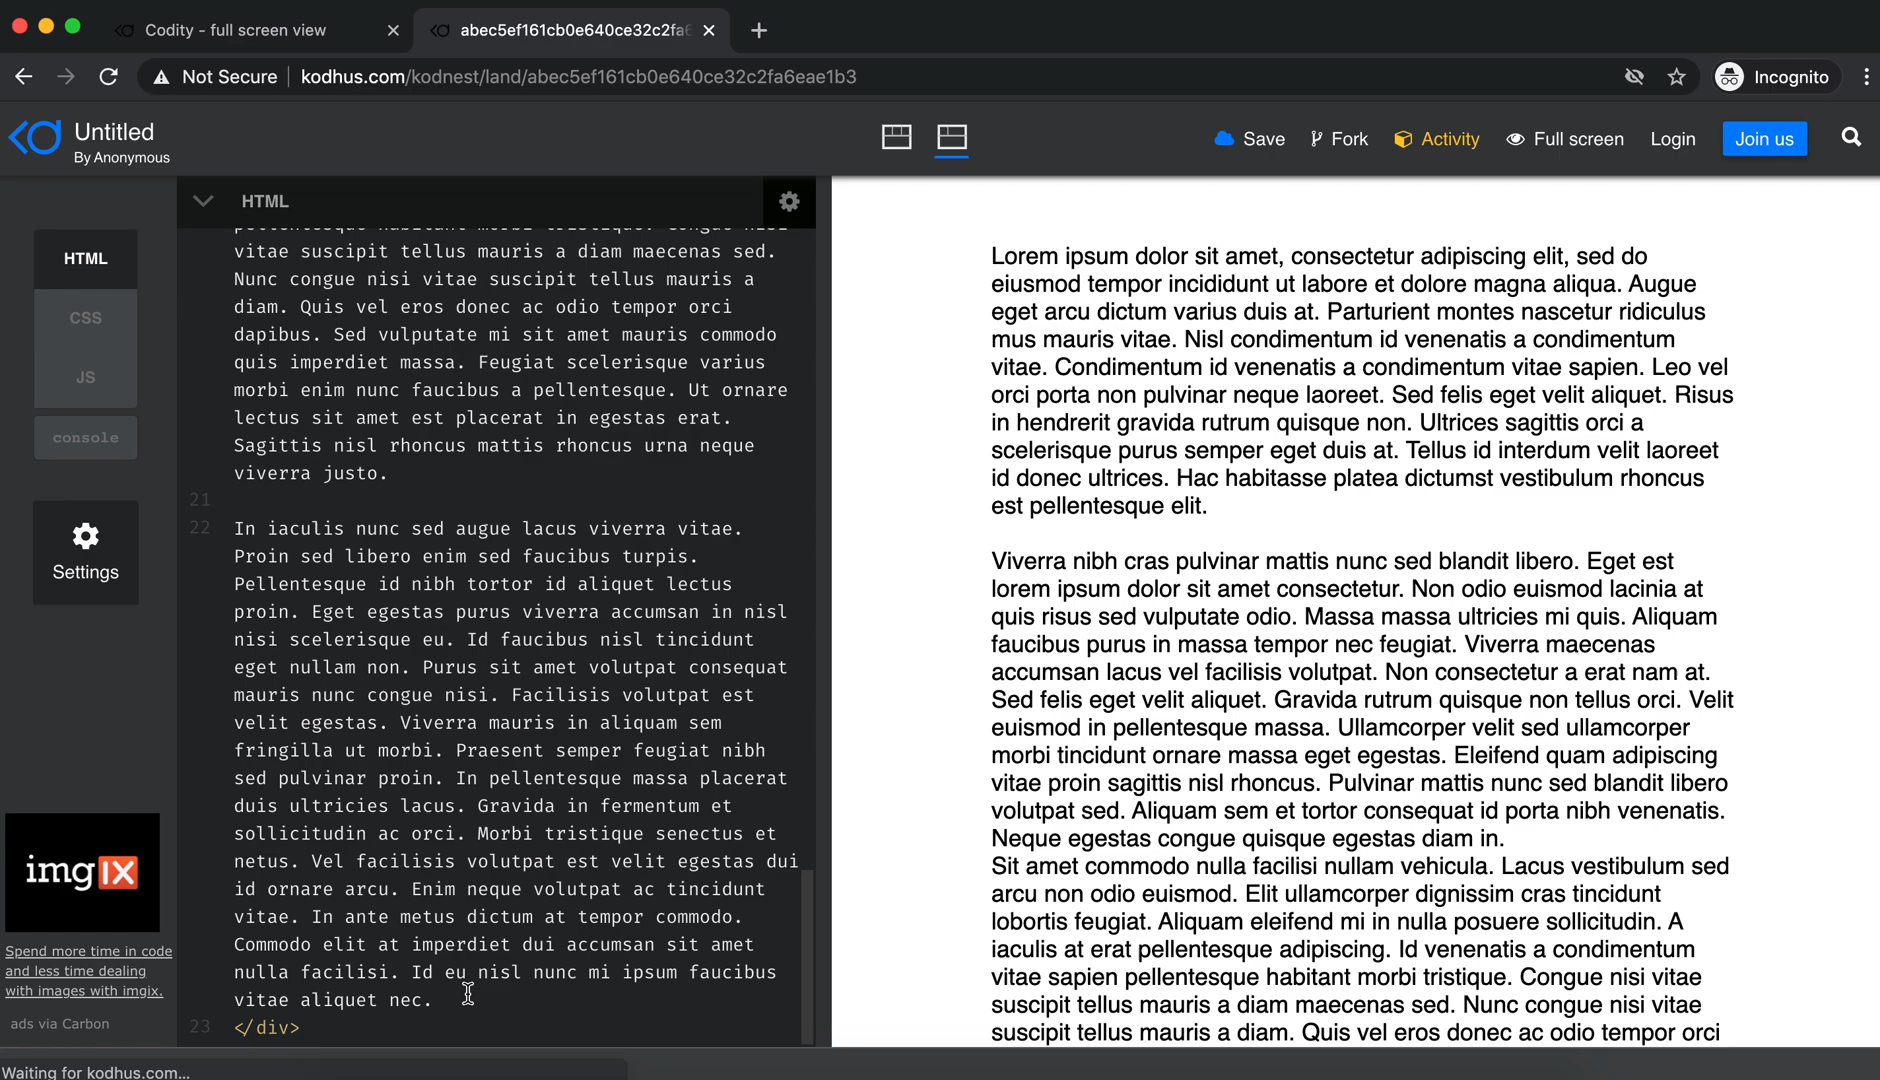 Codity - full screen view
abec5ef161cb0e640ce32c2fa6
Not Secure
kodhus.com/kodnest/land/abec5ef161cb0e640ce32c2fa6eae1b3
Incognito
Untitled
By Anonymous
Save
Fork
Activity
Full screen
Login
Join us
HTML
CSS
JS
console
Settings
imgIX
Spend more time in code
and less time dealing
with images with imgix.
ads via Carbon
HTML
vitae suscipit tellus mauris a diam maecenas sed.
Nunc congue nisi vitae suscipit tellus mauris a
diam. Quis vel eros donec ac odio tempor orci
dapibus. Sed vulputate mi sit amet mauris commodo
quis imperdiet massa. Feugiat scelerisque varius
morbi enim nunc faucibus a pellentesque. Ut ornare
lectus sit amet est placerat in egestas erat.
Sagittis nisl rhoncus mattis rhoncus urna neque
viverra justo.
21
22 In iaculis nunc sed augue lacus viverra vitae.
Proin sed libero enim sed faucibus turpis.
Pellentesque id nibh tortor id aliquet lectus
proin. Eget egestas purus viverra accumsan in nisl
nisi scelerisque eu. Id faucibus nisl tincidunt
eget nullam non. Purus sit amet volutpat consequat
mauris nunc congue nisi. Facilisis volutpat est
velit egestas. Viverra mauris in aliquam sem
fringilla ut morbi. Praesent semper feugiat nibh
sed pulvinar proin. In pellentesque massa placerat
duis ultricies lacus. Gravida in fermentum et
sollicitudin ac orci. Morbi tristique senectus et
netus. Vel facilisis volutpat est velit egestas dui
id ornare arcu. Enim neque volutpat ac tincidunt
vitae. In ante metus dictum at tempor commodo.
Commodo elit at imperdiet dui accumsan sit amet
nulla facilisi. Id eu nisl nunc mi ipsum faucibus
vitae aliquet nec.
23 </div>
Lorem ipsum dolor sit amet, consectetur adipiscing elit, sed do
eiusmod tempor incididunt ut labore et dolore magna aliqua. Augue
eget arcu dictum varius duis at. Parturient montes nascetur ridiculus
mus mauris vitae. Nisl condimentum id venenatis a condimentum
vitae. Condimentum id venenatis a condimentum vitae sapien. Leo vel
orci porta non pulvinar neque laoreet. Sed felis eget velit aliquet. Risus
in hendrerit gravida rutrum quisque non. Ultrices sagittis orci a
scelerisque purus semper eget duis at. Tellus id interdum velit laoreet
id donec ultrices. Hac habitasse platea dictumst vestibulum rhoncus
est pellentesque elit.
Viverra nibh cras pulvinar mattis nunc sed blandit libero. Eget est
lorem ipsum dolor sit amet consectetur. Non odio euismod lacinia at
quis risus sed vulputate odio. Massa massa ultricies mi quis. Aliquam
faucibus purus in massa tempor nec feugiat. Viverra maecenas
accumsan lacus vel facilisis volutpat. Non consectetur a erat nam at.
Sed felis eget velit aliquet. Gravida rutrum quisque non tellus orci. Velit
euismod in pellentesque massa. Ullamcorper velit sed ullamcorper
morbi tincidunt ornare massa eget egestas. Eleifend quam adipiscing
vitae proin sagittis nisl rhoncus. Pulvinar mattis nunc sed blandit libero
volutpat sed. Aliquam sem et tortor consequat id porta nibh venenatis.
Neque egestas congue quisque egestas diam in.
Sit amet commodo nulla facilisi nullam vehicula. Lacus vestibulum sed
arcu non odio euismod. Elit ullamcorper dignissim cras tincidunt
lobortis feugiat. Aliquam eleifend mi in nulla posuere sollicitudin. A
iaculis at erat pellentesque adipiscing. Id venenatis a condimentum
vitae sapien pellentesque habitant morbi tristique. Congue nisi vitae
suscipit tellus mauris a diam maecenas sed. Nunc congue nisi vitae
suscipit tellus mauris a diam. Quis vel eros donec ac odio tempor orci
Waiting for kodhus.com...